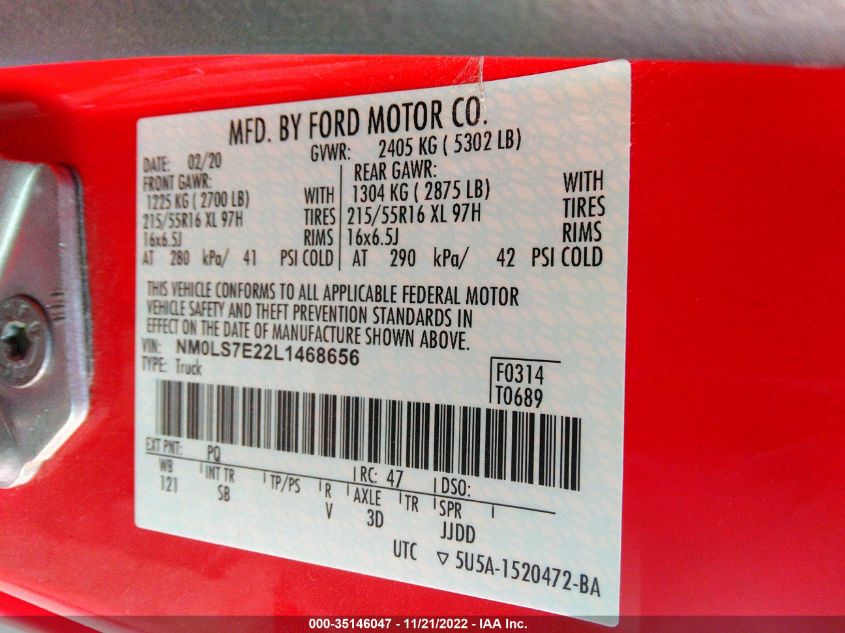 MFD. BY FORD MOTOR CO.
DATE: 02/20 GVWR: 2405 KG ( 5302 LB)
FRONT GAWR: REAR GAWR:
1225 KG ( 2700 LB) WITH 1304 KG ( 2875 LB) WITH
215/55R16 XL 97H TIRES 215/55R16 XL 97H TIRES
16x6.5J RIMS 16x6.5J RIMS
AT 280 kPa/ 41 PSI COLD AT 290 kPa/ 42 PSI COLD
THIS VEHICLE CONFORMS TO ALL APPLICABLE FEDERAL MOTOR
VEHICLE SAFETY AND THEFT PREVENTION STANDARDS IN
EFFECT ON THE DATE OF MANUFACTURE SHOWN ABOVE.
VIN: NM0LS7E22L1468656
TYPE: Truck
F0314
T0689
EXT PNT: PQ RC: 47 DSO:
WB INT TR TP/PS R AXLE TR SPR
121 SB V 3D JJDD
UTC ▽ 5U5A-1520472-BA
000-35146047 - 11/21/2022 - IAA Inc.